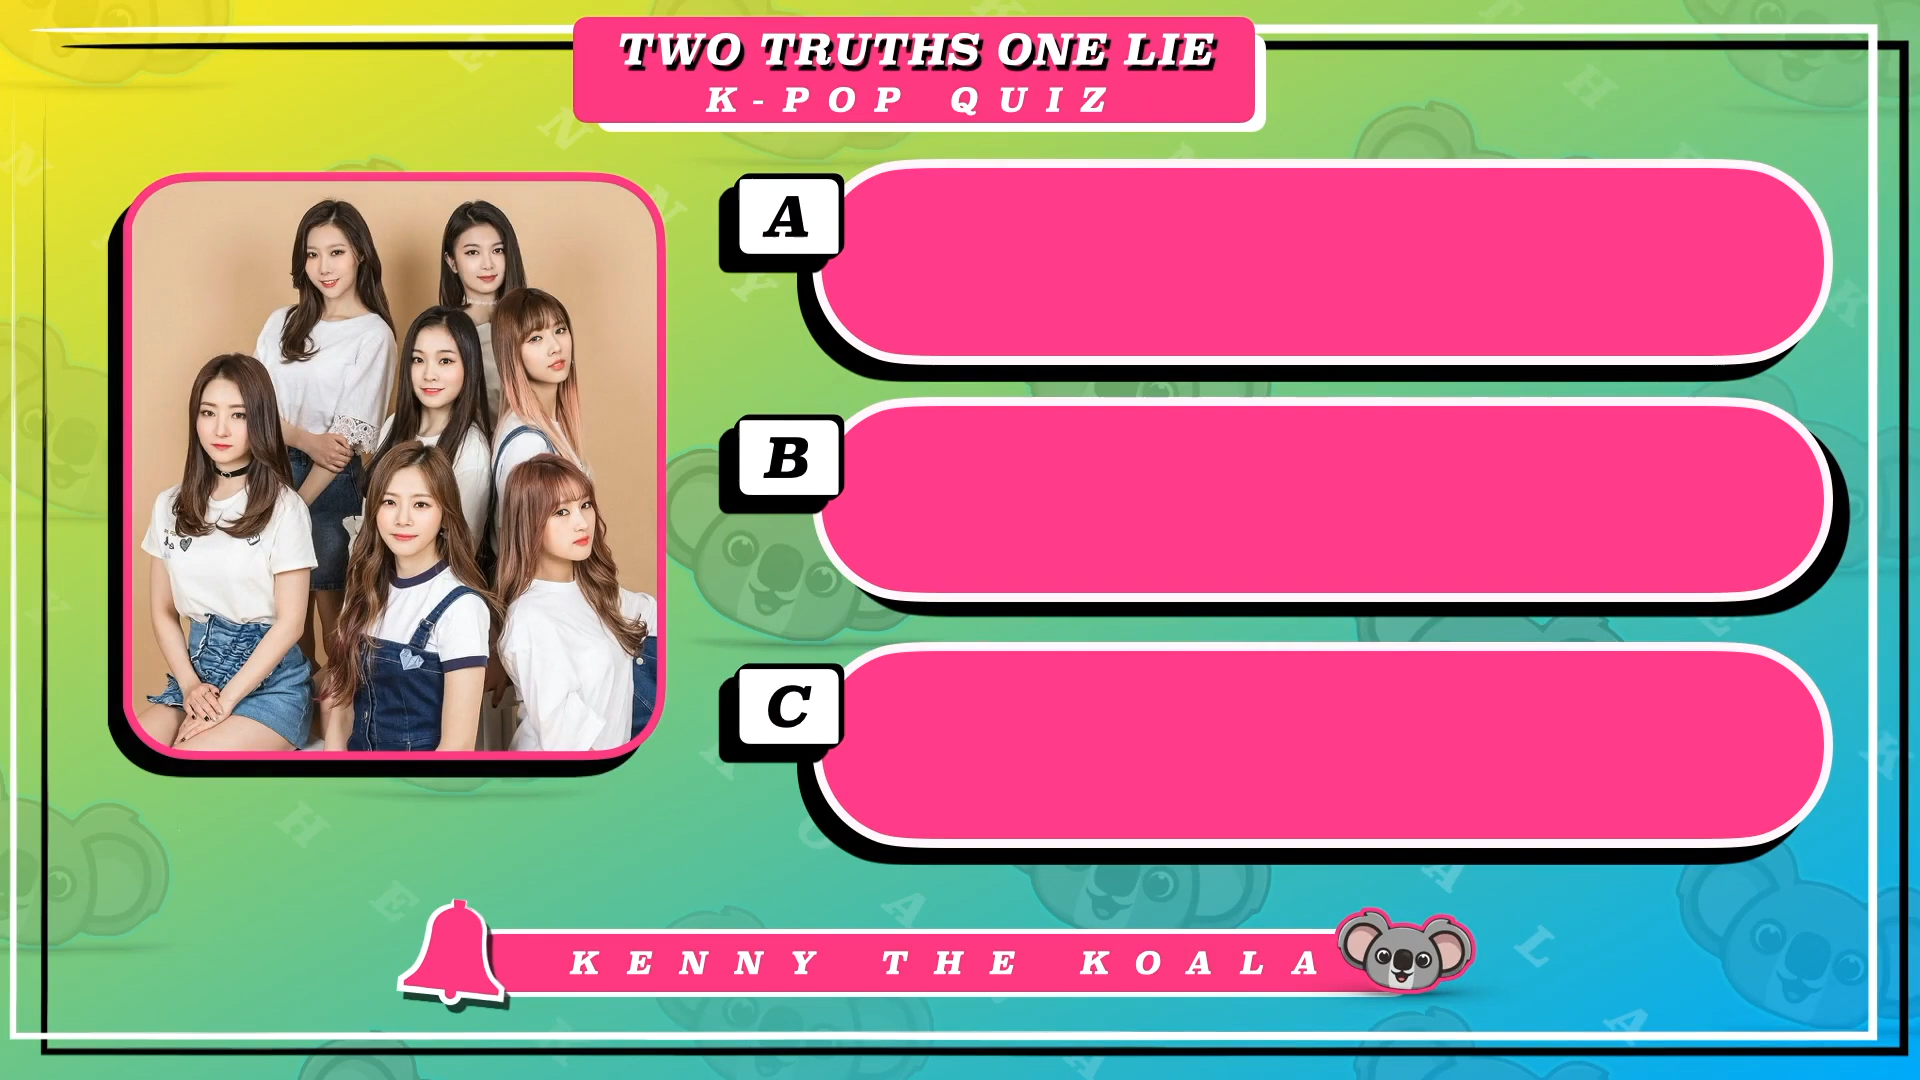 TWO TRUTHS ONE LIE
K-POP QUIZ
A
B
C
KENNY THE KOALA